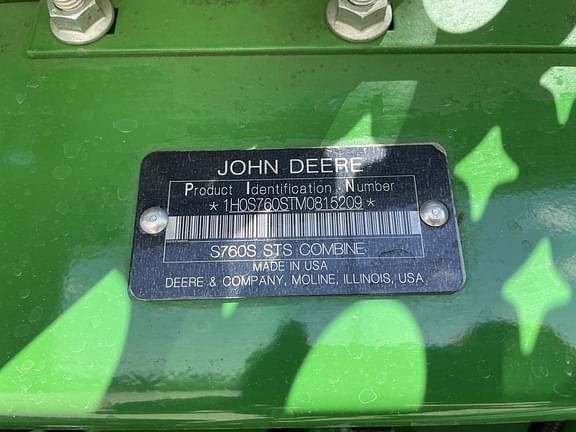 JOHN DEERE
Product Identification Number
*1H0S760STM0815209*
S760S STS COMBINE
MADE IN USA
DEERE & COMPANY, MOLINE, ILLINOIS, USA